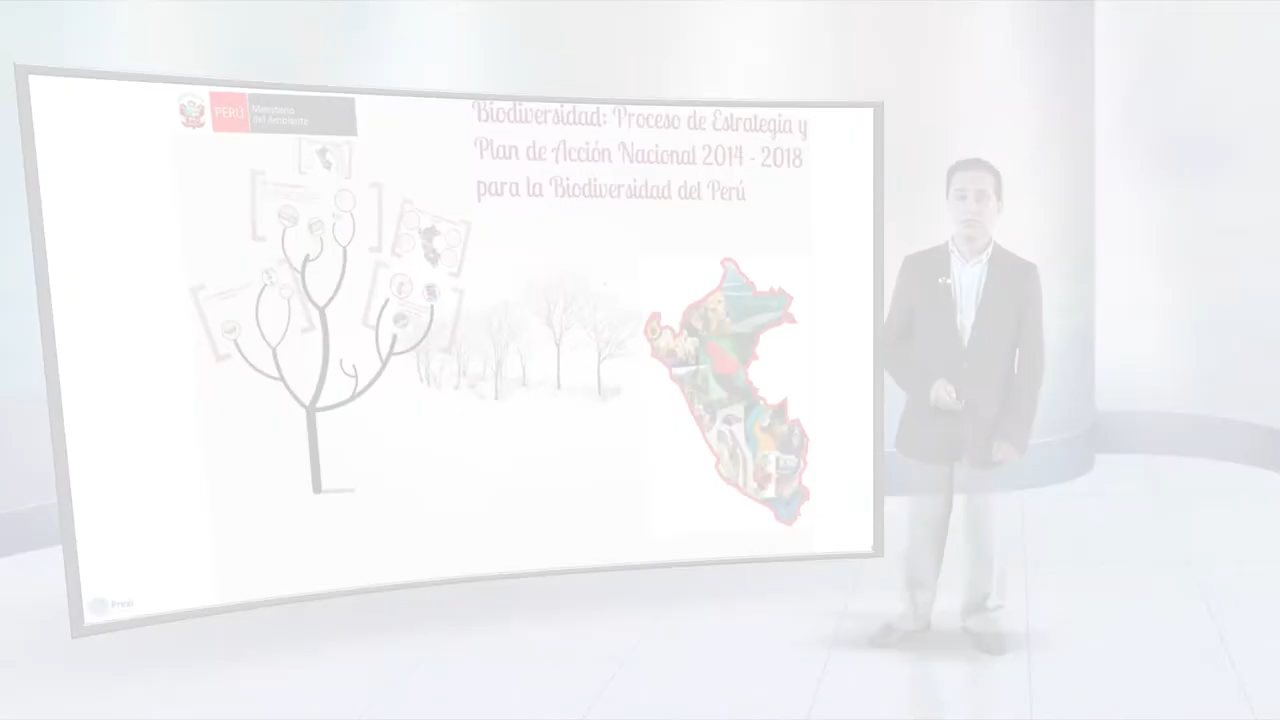 PERÚ
Ministerio
del Ambiente
Biodiversidad: Proceso de Estrategia y
Plan de Acción Nacional 2014 - 2018
para la Biodiversidad del Perú
Prezi